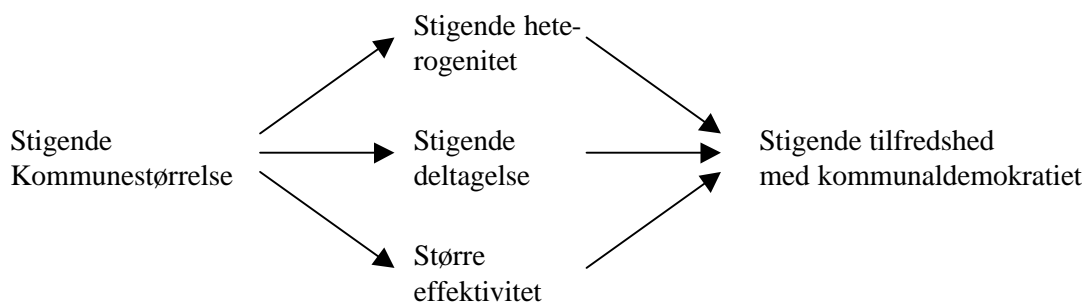 Stigende hete-
rogenitet
Stigende
Kommunestørrelse
Stigende
deltagelse
Stigende tilfredshed
med kommunaldemokratiet
Større
effektivitet